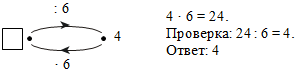 : 6
4
· 6
4 · 6 = 24.
Проверка: 24 : 6 = 4.
Ответ: 4